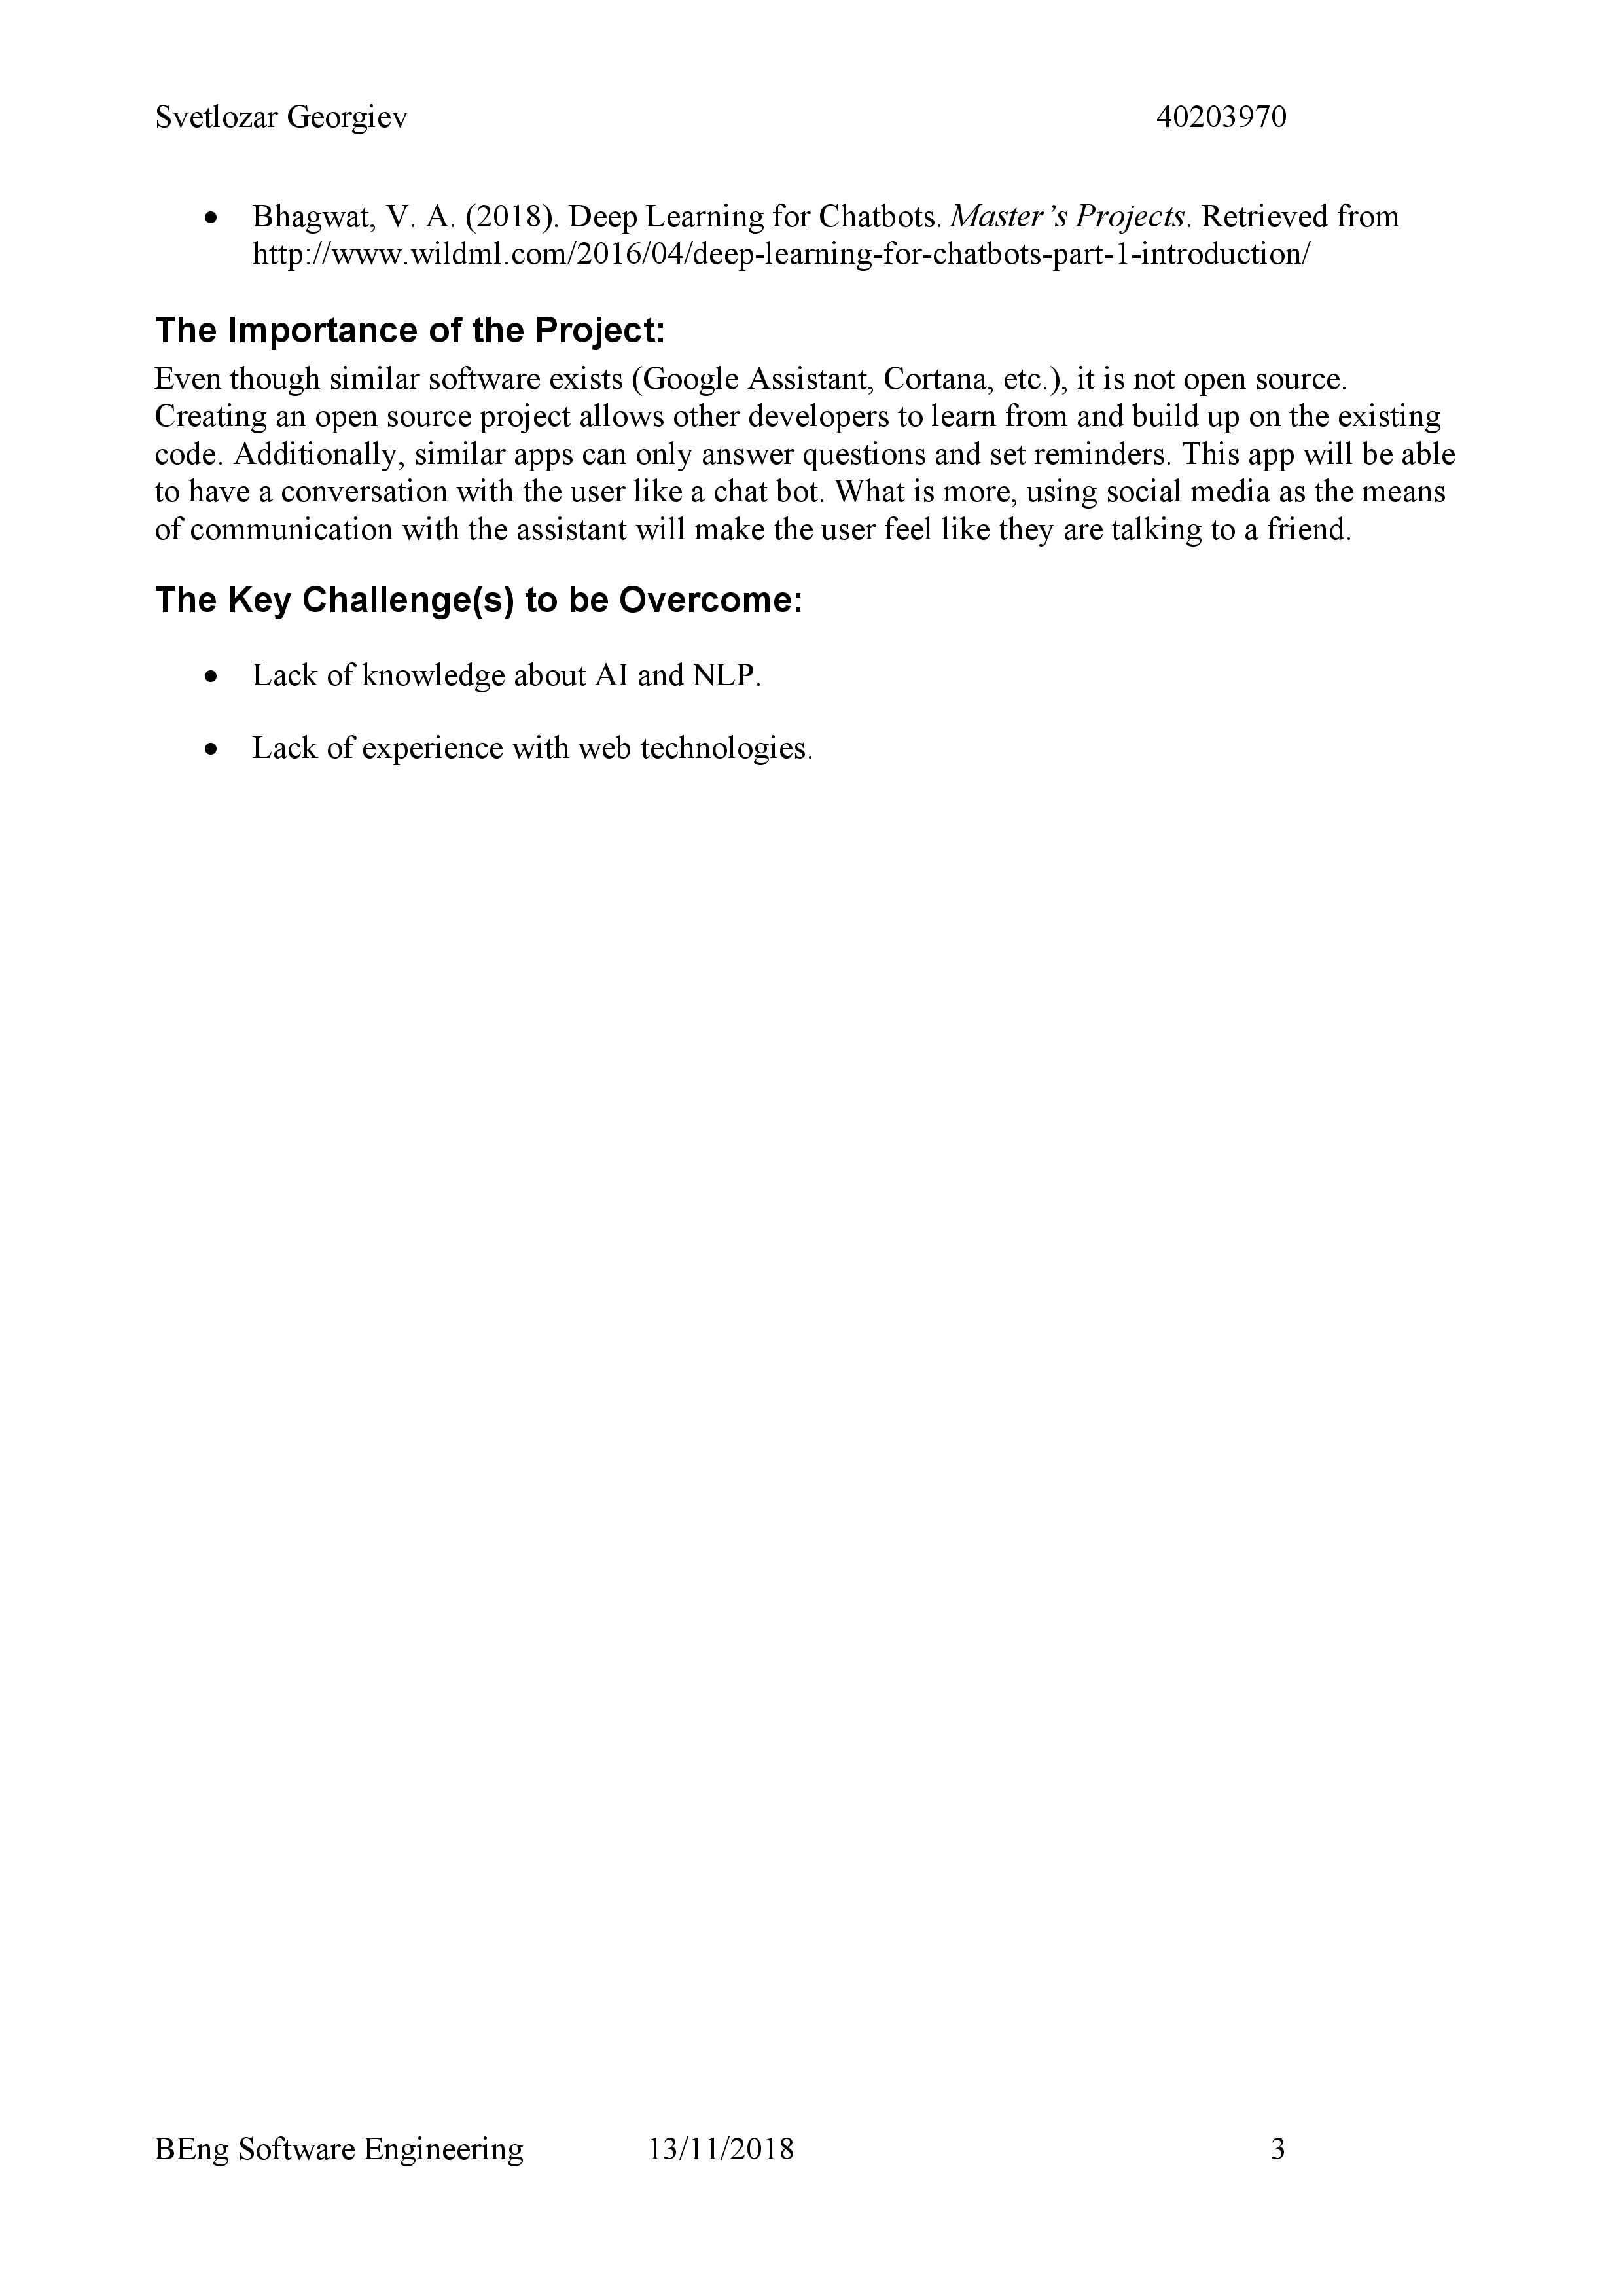 Svetlozar Georgiev 40203970
• Bhagwat, V. A. (2018). Deep Learning for Chatbots. Master’s Projects. Retrieved from
http://www.wildml.com/2016/04/deep-learning-for-chatbots-part-1-introduction/
The Importance of the Project:
Even though similar software exists (Google Assistant, Cortana, etc.), it is not open source.
Creating an open source project allows other developers to learn from and build up on the existing
code. Additionally, similar apps can only answer questions and set reminders. This app will be able
to have a conversation with the user like a chat bot. What is more, using social media as the means
of communication with the assistant will make the user feel like they are talking to a friend.
The Key Challenge(s) to be Overcome:
• Lack of knowledge about AI and NLP.
• Lack of experience with web technologies.
BEng Software Engineering 13/11/2018 3